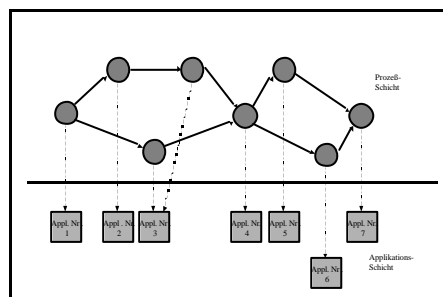 Prozeß-
Schicht
Appl. Nr.
1
Appl . Nr.
2
Appl. Nr.
3
Appl. Nr.
4
Appl. Nr.
5
Appl. Nr.
7
Applikations-
Schicht
Appl. Nr.
6